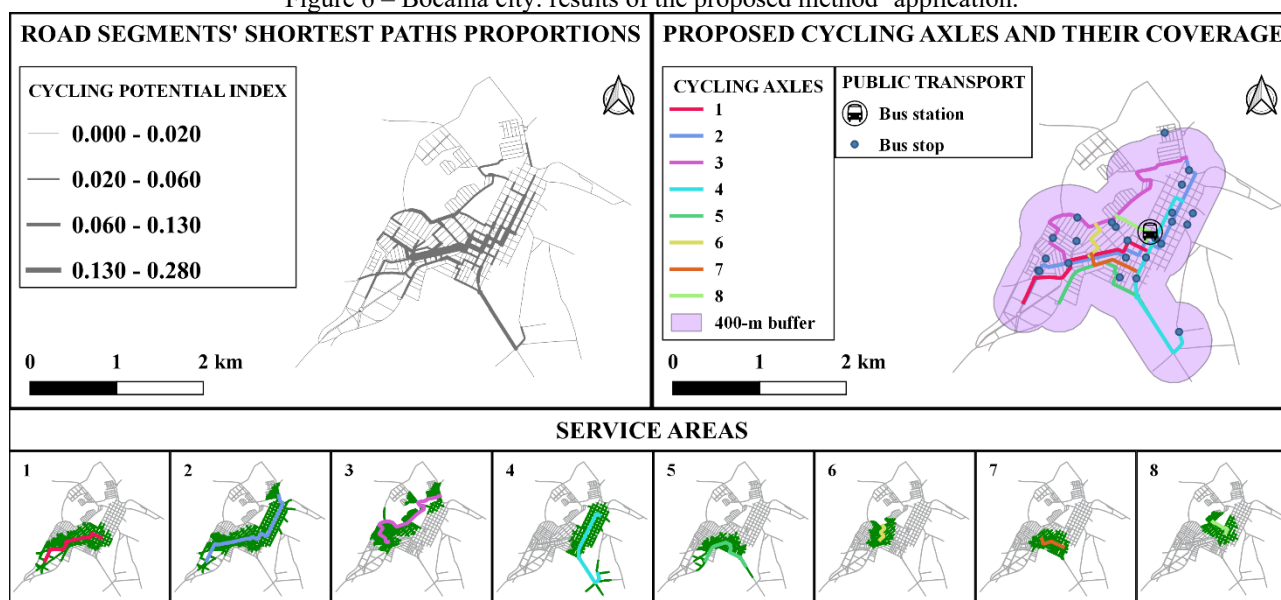 Figure 6 – Bocaina city: results of the proposed method' application.
ROAD SEGMENTS' SHORTEST PATHS PROPORTIONS
CYCLING POTENTIAL INDEX
0.000 - 0.020
0.020 - 0.060
0.060 - 0.130
0.130 - 0.280
0 1 2 km
PROPOSED CYCLING AXLES AND THEIR COVERAGE
CYCLING AXLES
1
2
3
4
5
6
7
8
400-m buffer
PUBLIC TRANSPORT
Bus station
Bus stop
0 1 2 km
SERVICE AREAS
1 2 3 4 5 6 7 8